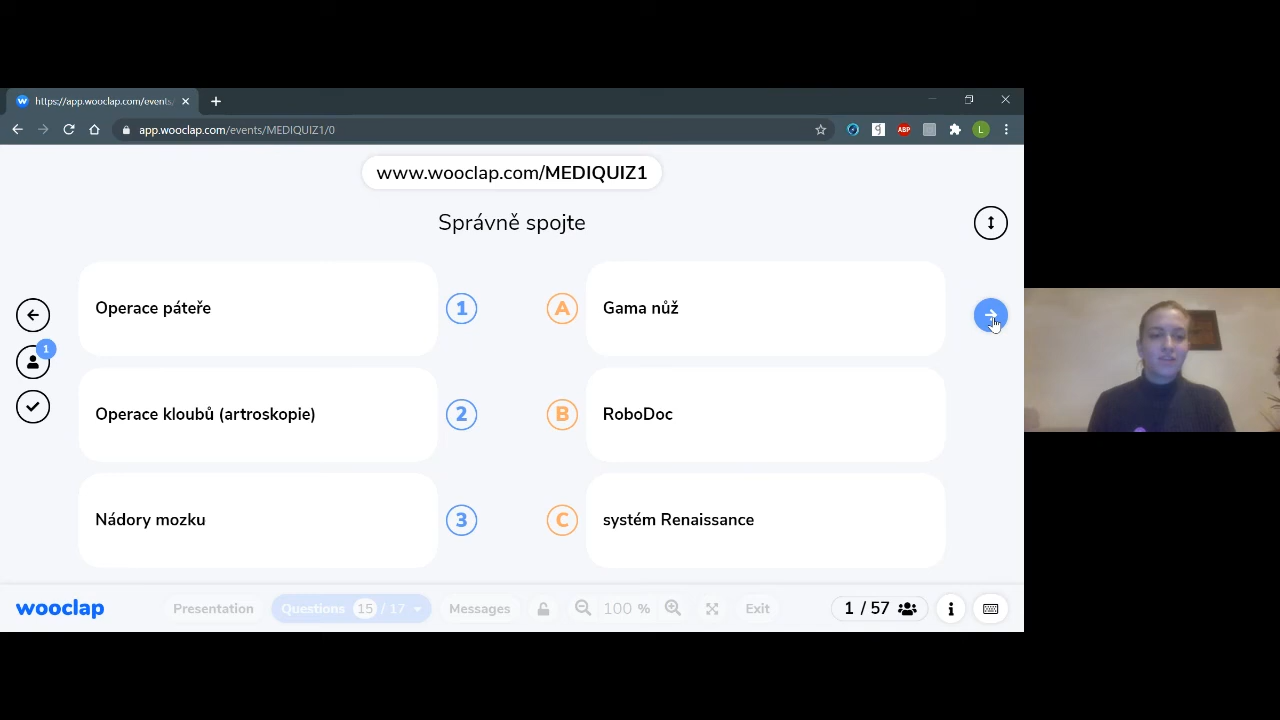 https://app.wooclap.com/events/
app.wooclap.com/events/MEDIQUIZ1/0
ABP
L
www.wooclap.com/MEDIQUIZ1
Správně spojte
Operace páteře 1 A Gama nůž
1
Operace kloubů (artroskopie) 2 B RoboDoc
Nádory mozku 3 C systém Renaissance
wooclap Presentation Questions 15 / 17 Messages 100 % Exit 1 / 57